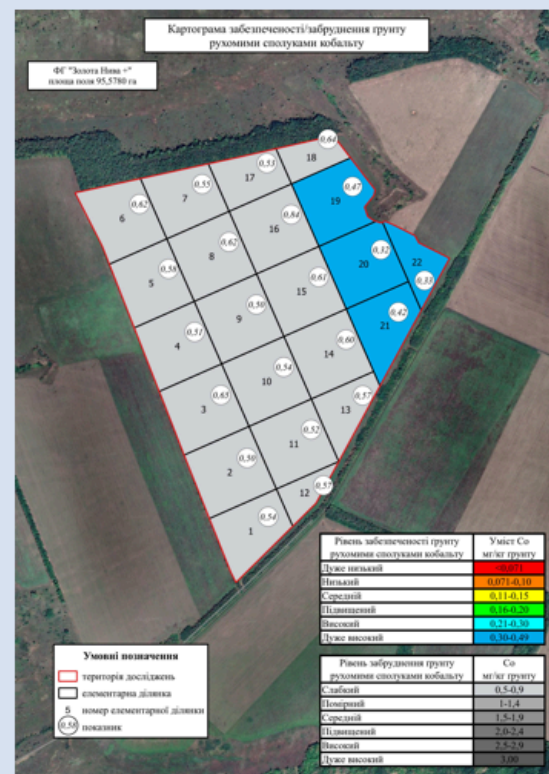 Картограма забезпеченості/забруднення ґрунту
рухомими сполуками кобальту
ФГ "Золота Нива +"
площа поля 95,5780 га
0,64
18
0,53
17
0,55
7
0,62
6
0,47
19
0,84
16
0,62
8
0,58
5
0,32
20
22
0,33
0,61
15
0,50
9
0,51
4
0,42
21
0,60
14
0,54
10
0,65
3
0,57
13
0,52
11
0,50
2
0,57
12
0,54
1
Рівень забезпеченості ґрунту Уміст Co
рухомими сполуками кобальту мг/кг ґрунту
Дуже низький <0,071
Низький 0,071-0,10
Середній 0,11-0,15
Підвищений 0,16-0,20
Високий 0,21-0,30
Дуже високий 0,30-0,49
Рівень забруднення ґрунту Co
рухомими сполуками кобальту мг/кг ґрунту
Слабкий 0,5-0,9
Помірний 1-1,4
Середній 1,5-1,9
Підвищений 2,0-2,4
Високий 2,5-2,9
Дуже високий 3,00
Умовні позначення
територія досліджень
елементарна ділянка
5 номер елементарної ділянки
0,58 показник